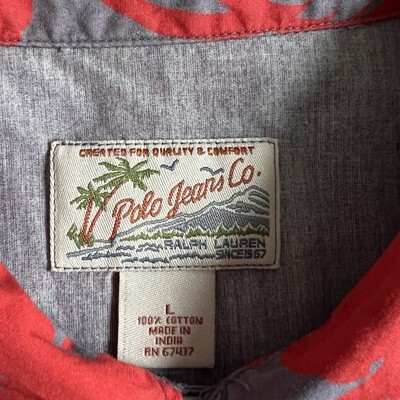 CREATED FOR QUALITY & COMFORT
Polo Jeans Co.
RALPH LAUREN
SINCE 1967
L
100% COTTON
MADE IN
INDIA
RN 67437